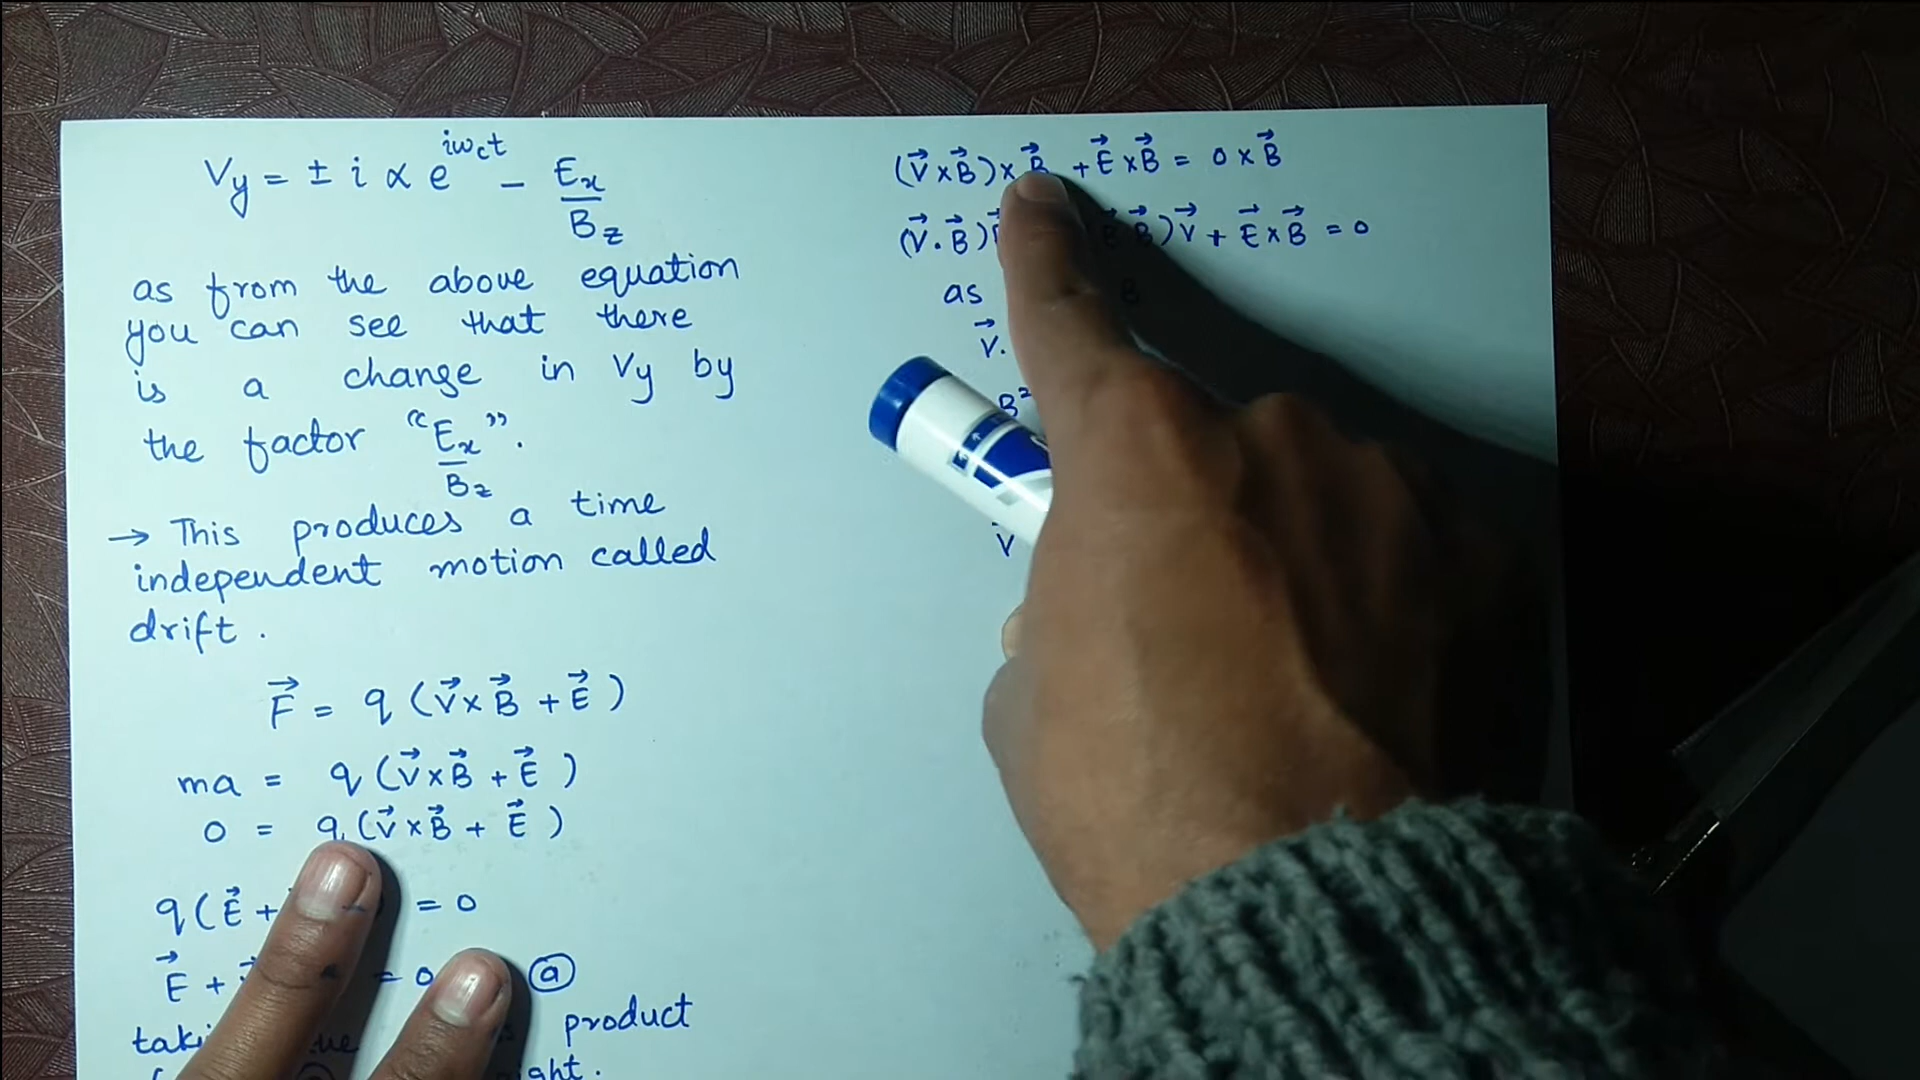 Vy = ± i α e^{iωct} - Ex/Bz
as from the above equation
you can see that there
is a change in Vy by
the factor "Ex/Bz".
→ This produces a time
independent motion called
drift.
F⃗ = q (V⃗ × B⃗ + E⃗ )
ma = q (V⃗ × B⃗ + E⃗ )
0 = q (V⃗ × B⃗ + E⃗ )
q ( E⃗ + = 0
E⃗ + = 0 ⓐ
product
(V⃗ × B⃗) × B⃗ + E⃗ × B⃗ = 0 × B⃗
(V⃗ . B⃗) B⃗) V⃗ + E⃗ × B⃗ = 0
as B
V⃗ .
B²
V